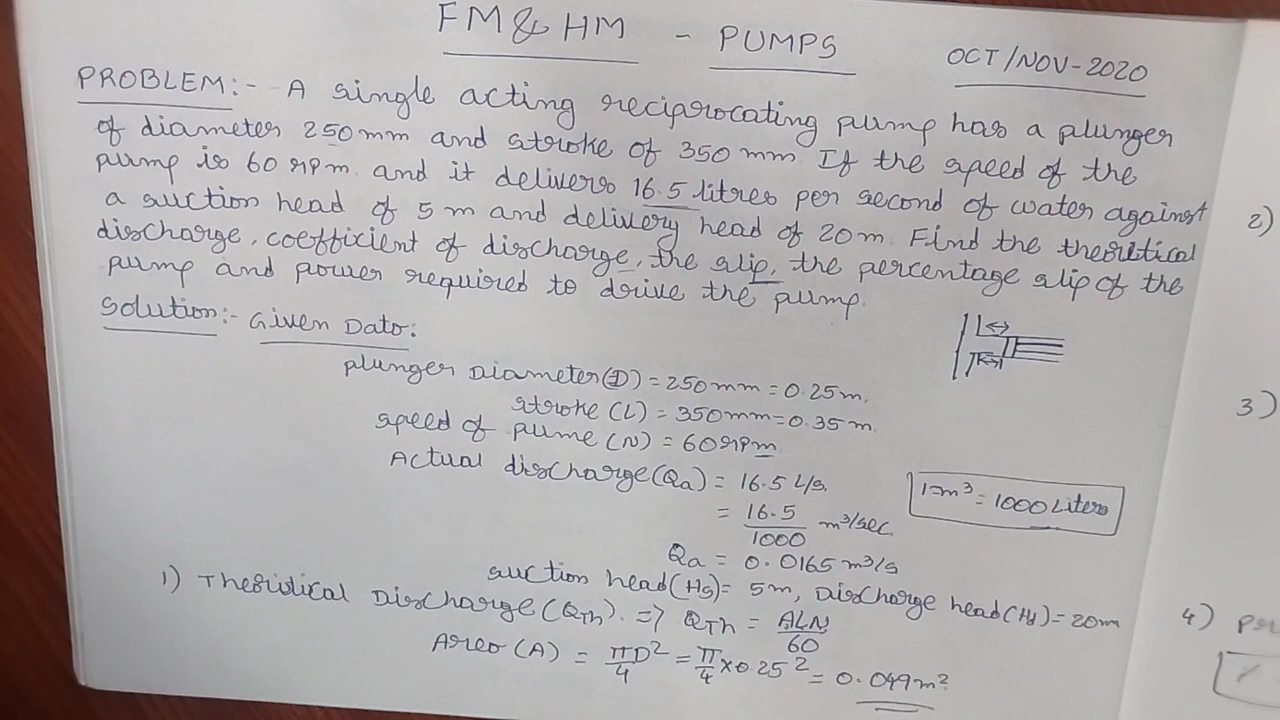 FM & HM - PUMPS
OCT/NOV-2020
PROBLEM:- A single acting reciprocating pump has a plunger
of diameter 250mm and stroke of 350 mm. If the speed of the
pump is 60 rpm and it delivers 16.5 litres per second of water against
a suction head of 5 m and delivery head of 20m Find the theoretical
discharge, coefficient of discharge, the slip, the percentage slip of the
pump and power required to drive the pump.
Solution:- Given Data:
plunger Diameter(D) = 250mm = 0.25m.
stroke (L) = 350mm=0.35m.
speed of pume (N) = 60rpm
Actual discharge(Qa) = 16.5 L/s.
= 16.5/1000 m³/sec.
1-m³ = 1000 Liters
Qa = 0.0165 m³/s
suction head(Hs)= 5m, Discharge head(Hd)=20m
1) Theoritical Discharge(QTh). => QTh = ALN/60
Area (A) = πD²/4 = π/4 x 0.25² = 0.049m².
2)
3)
4)
L